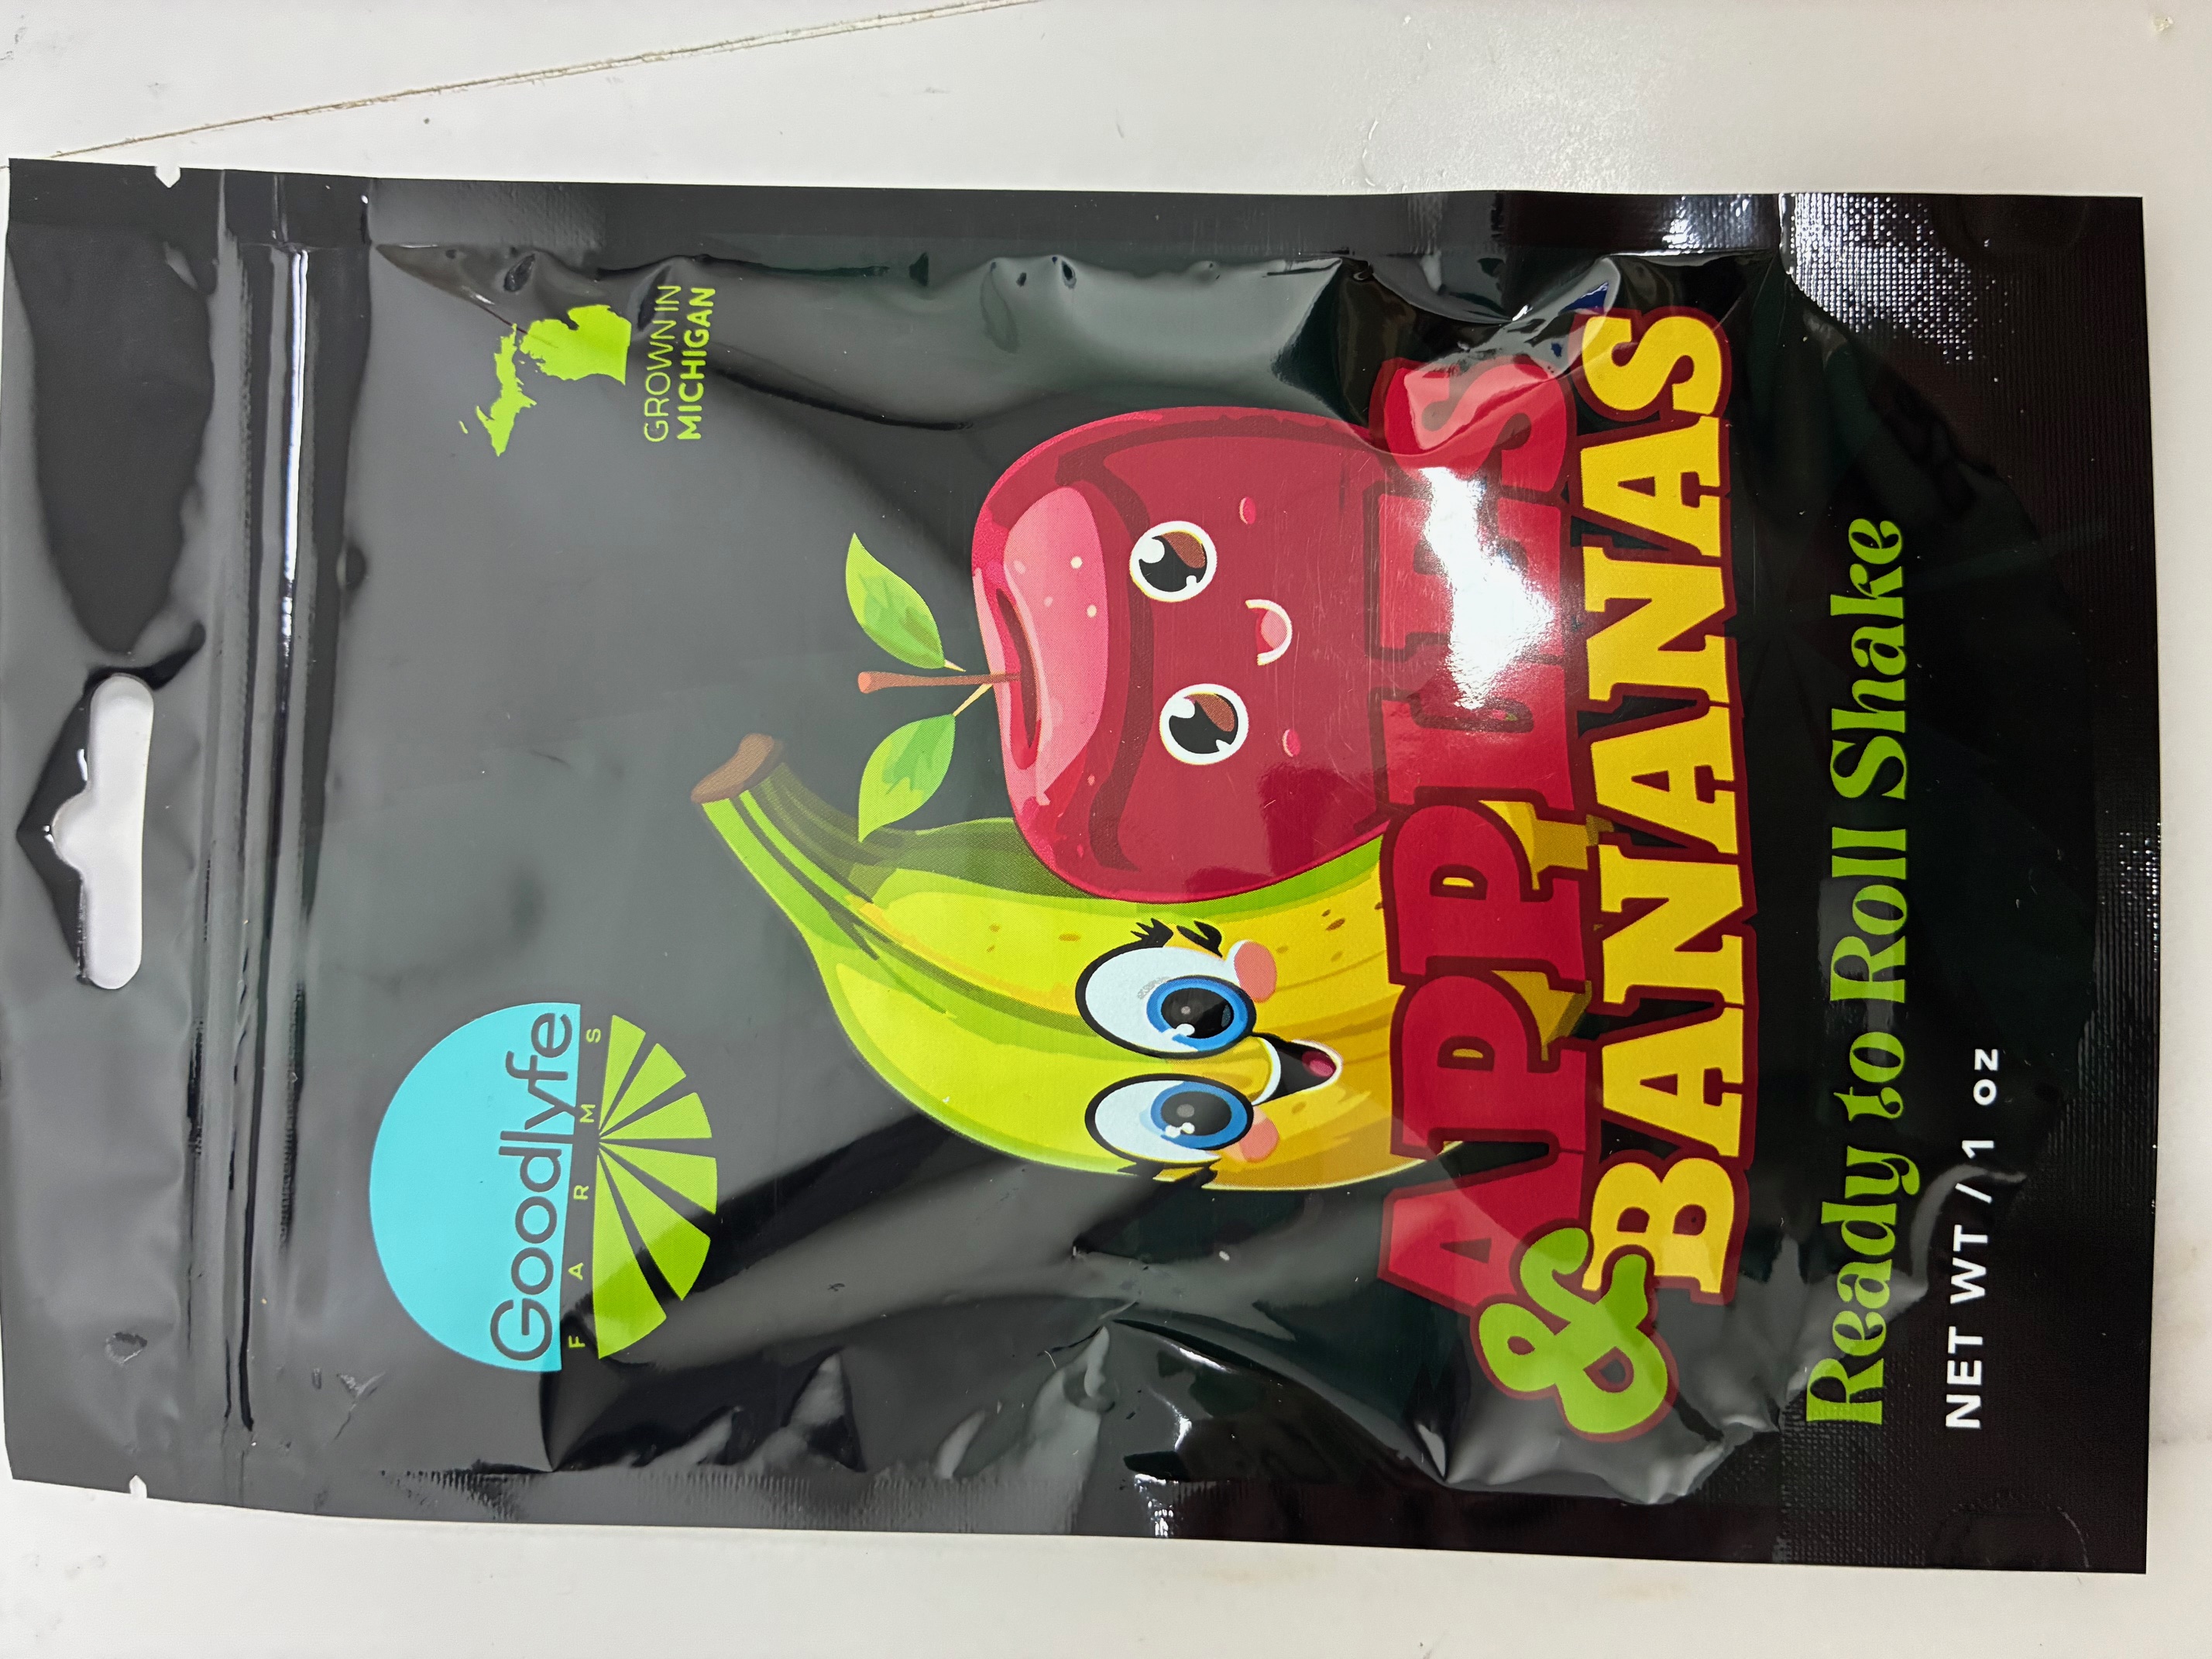 Goodlyfe
FARMS
GROWN IN
MICHIGAN
APPLES
& BANANAS
Ready to Roll Shake
NET WT / 1 OZ